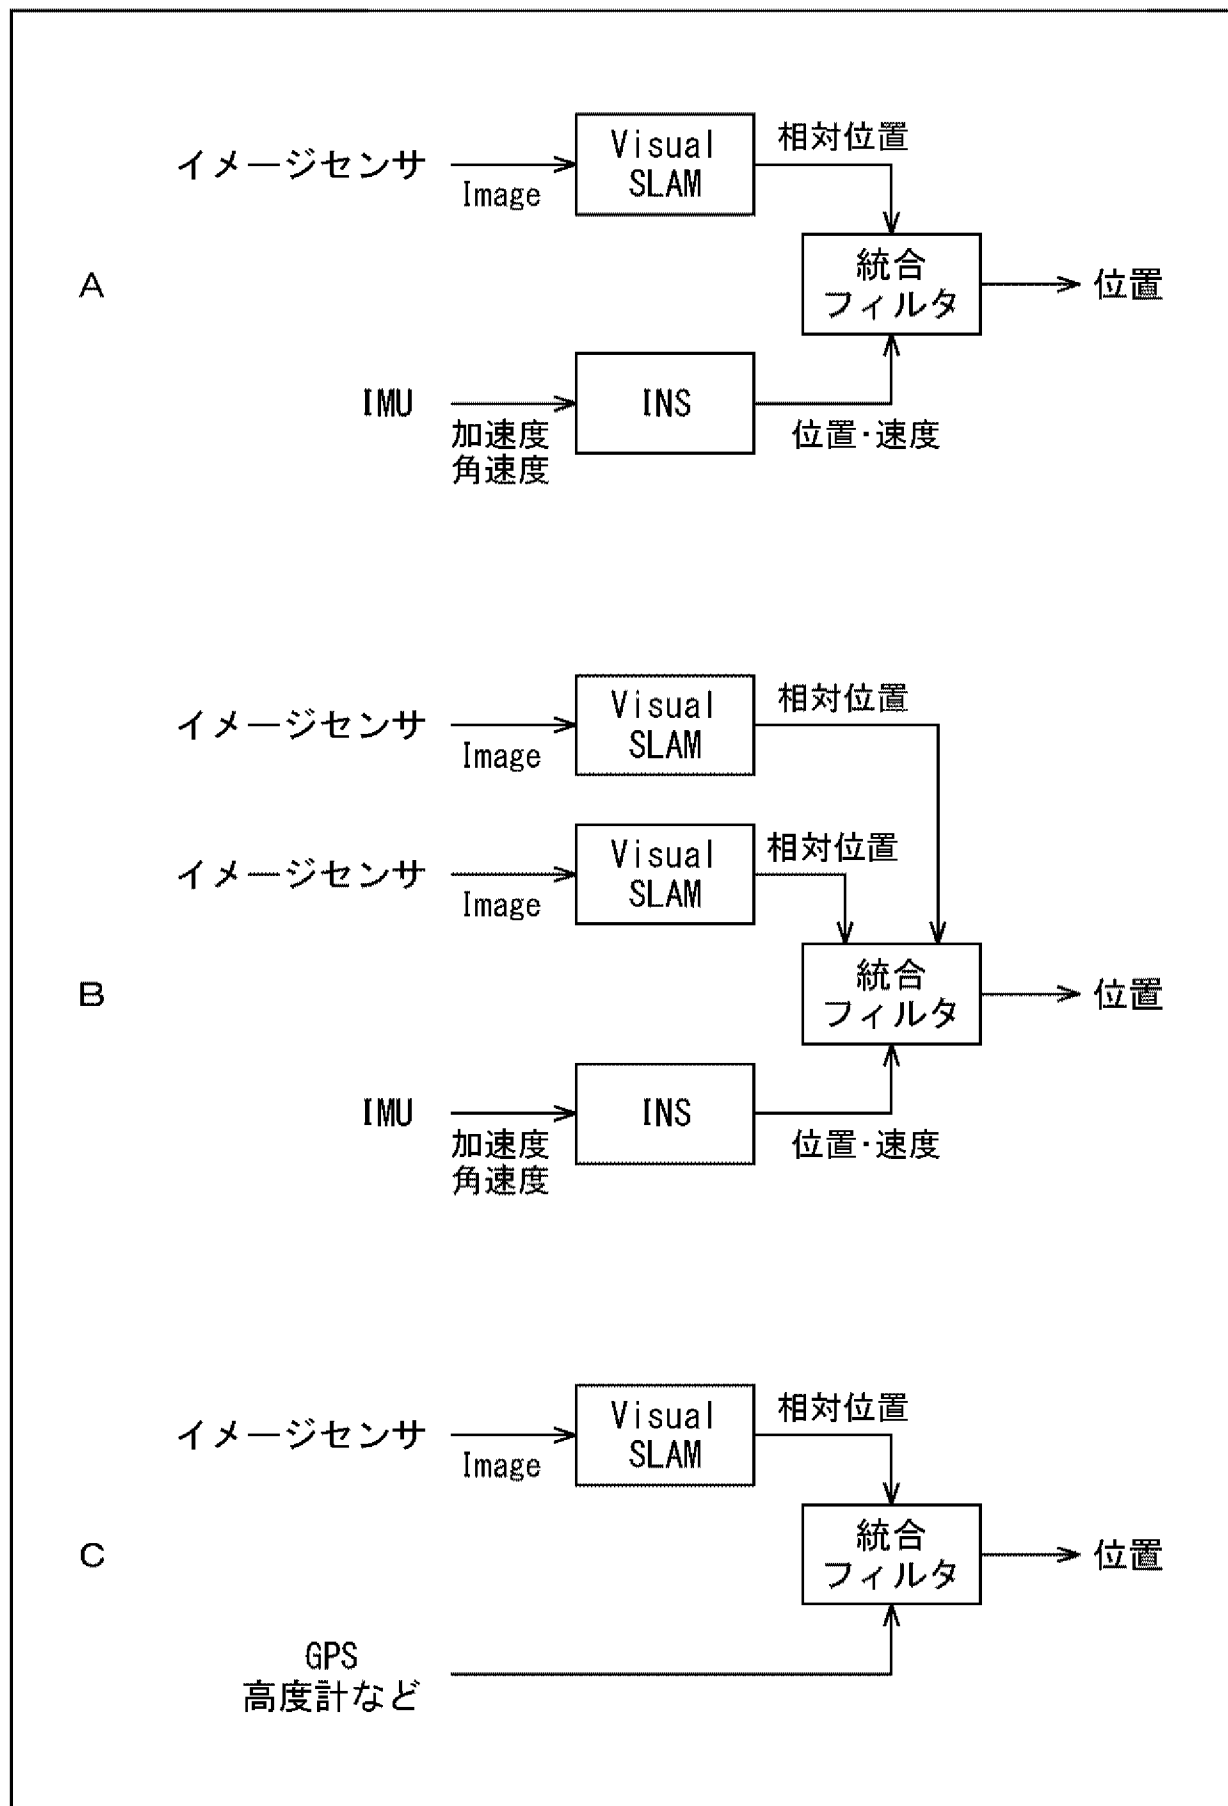 イメージセンサ
Image
Visual
SLAM
相対位置
A
統合
フィルタ
位置
IMU
加速度
角速度
INS
位置・速度
イメージセンサ
Image
Visual
SLAM
相対位置
イメージセンサ
Image
Visual
SLAM
相対位置
B
統合
フィルタ
位置
IMU
加速度
角速度
INS
位置・速度
イメージセンサ
Image
Visual
SLAM
相対位置
C
統合
フィルタ
位置
GPS
高度計など